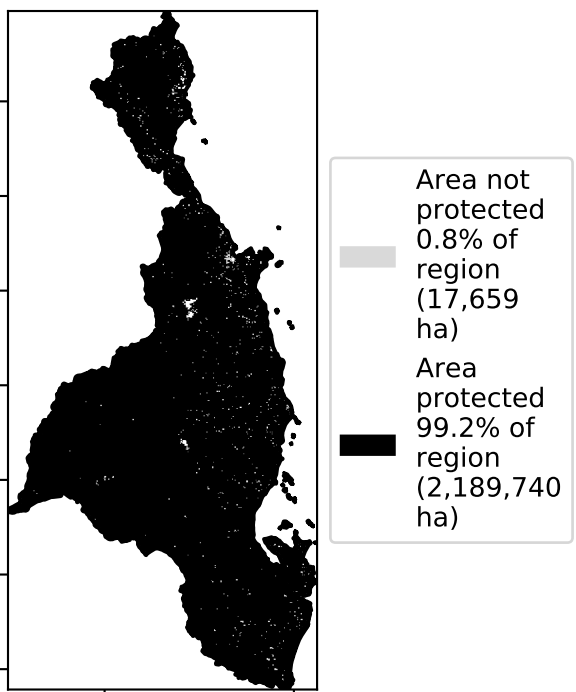 Area not
protected
0.8% of
region
(17,659
ha)
Area
protected
99.2% of
region
(2,189,740
ha)